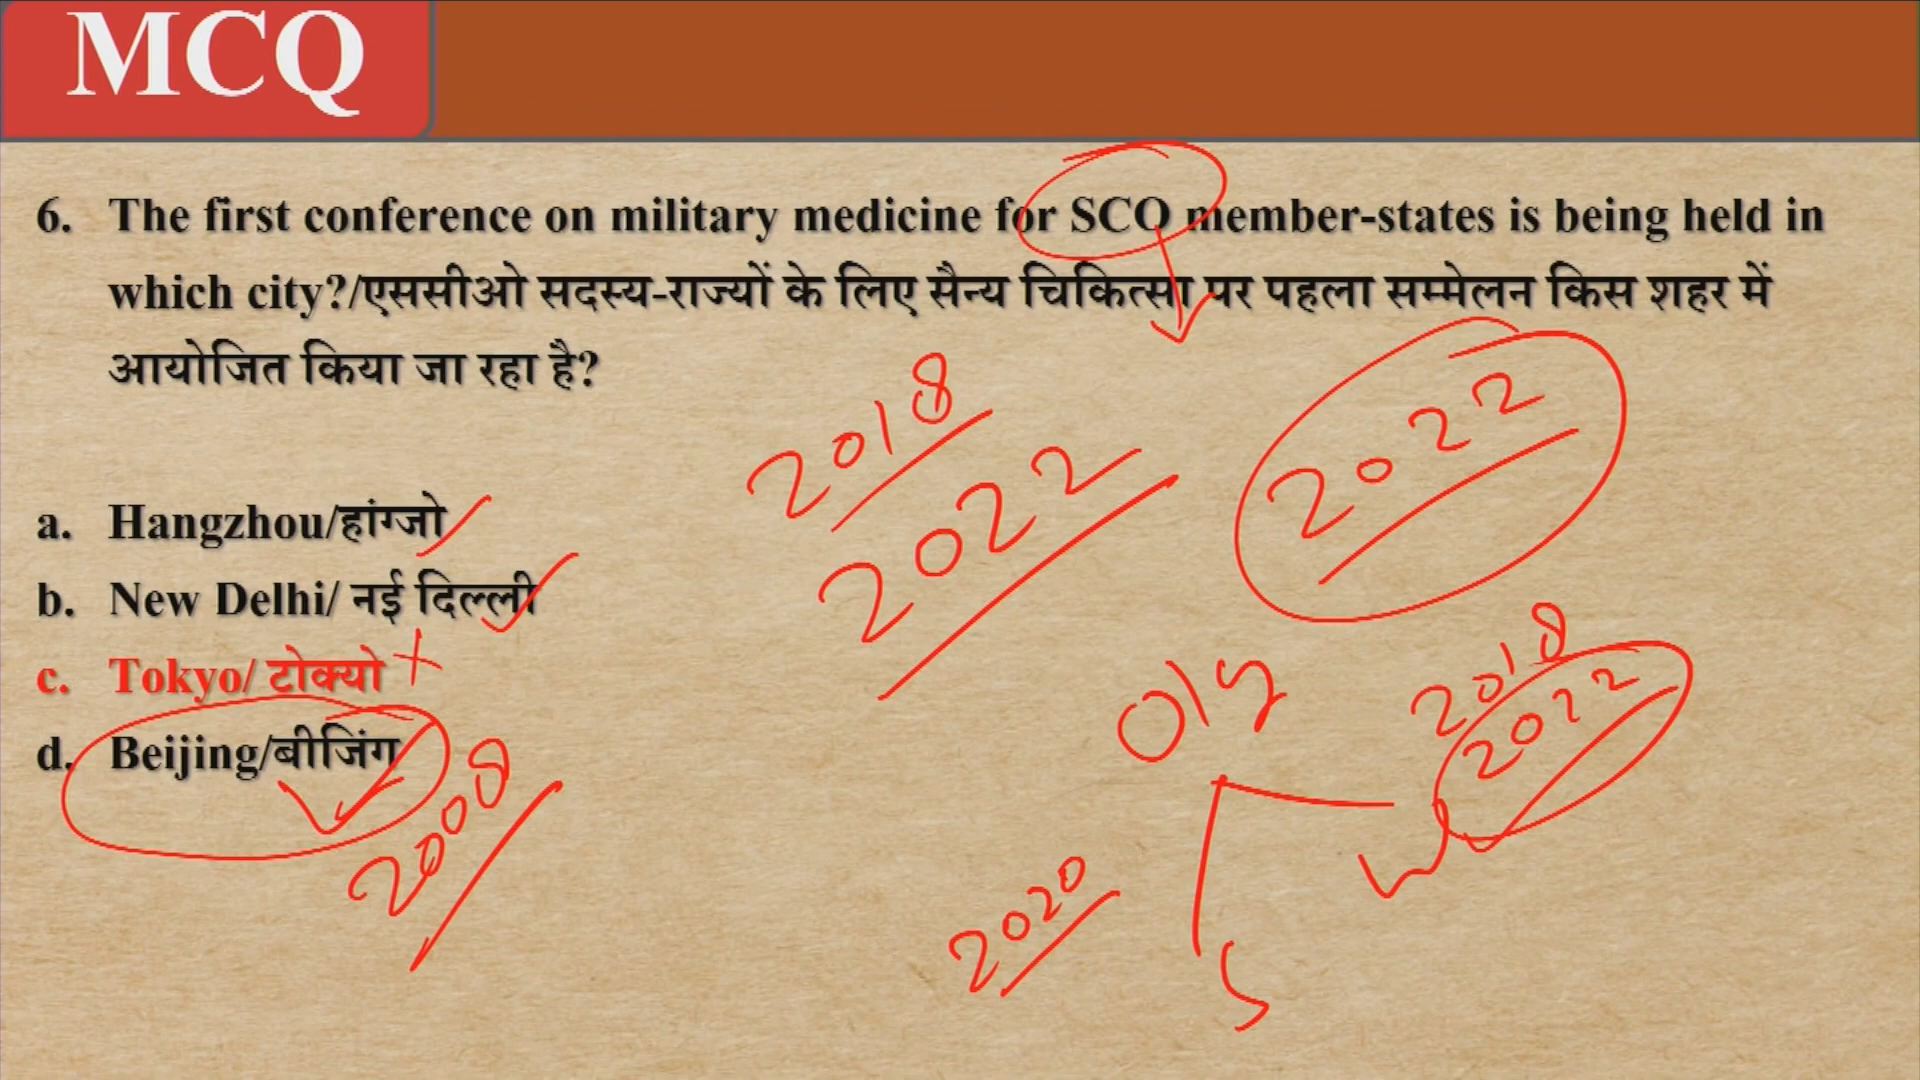 MCQ
6. The first conference on military medicine for SCO member-states is being held in
which city?/एससीओ सदस्य-राज्यों के लिए सैन्य चिकित्सा पर पहला सम्मेलन किस शहर में
आयोजित किया जा रहा है?
2018
2022
2022
a. Hangzhou/हांग्जो
b. New Delhi/ नई दिल्ली
c. Tokyo/ टोक्यो
d. Beijing/बीजिंग
2008
Oly
2018
2022
W
2020
S